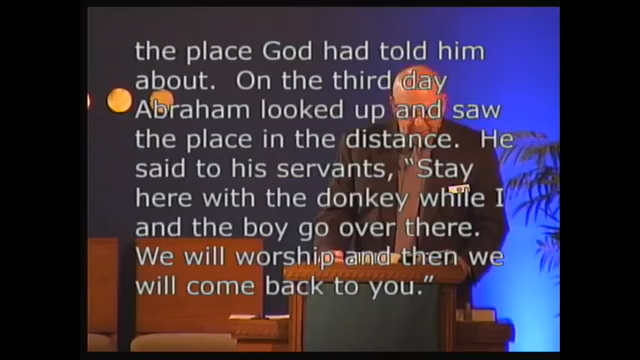 the place God had told him
about.  On the third day
Abraham looked up and saw
the place in the distance.  He
said to his servants, “Stay
here with the donkey while I
and the boy go over there.
We will worship and then we
will come back to you.”